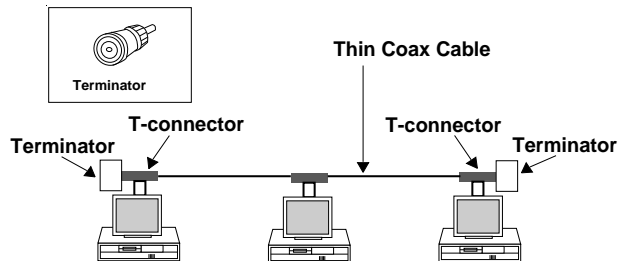 Terminator
Thin Coax Cable
T-connector
T-connector
Terminator
Terminator